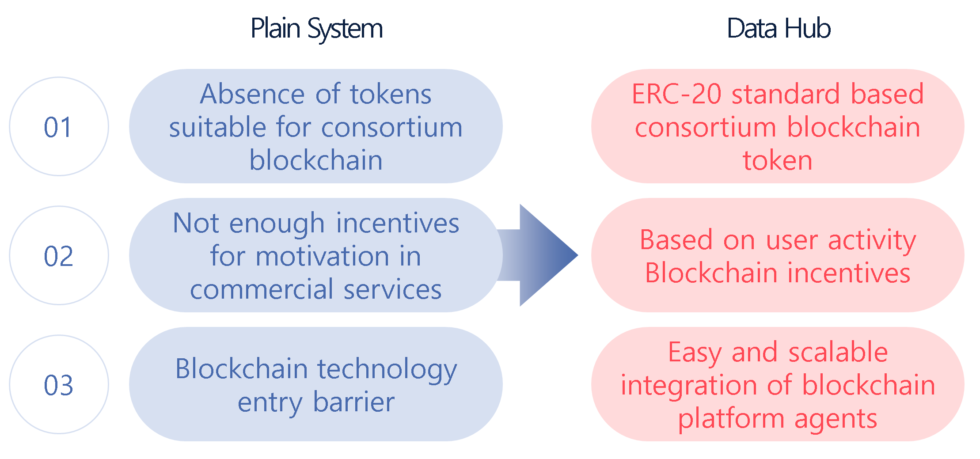 Plain System
Data Hub
01
Absence of tokens
suitable for consortium
blockchain
ERC-20 standard based
consortium blockchain
token
02
Not enough incentives
for motivation in
commercial services
Based on user activity
Blockchain incentives
03
Blockchain technology
entry barrier
Easy and scalable
integration of blockchain
platform agents